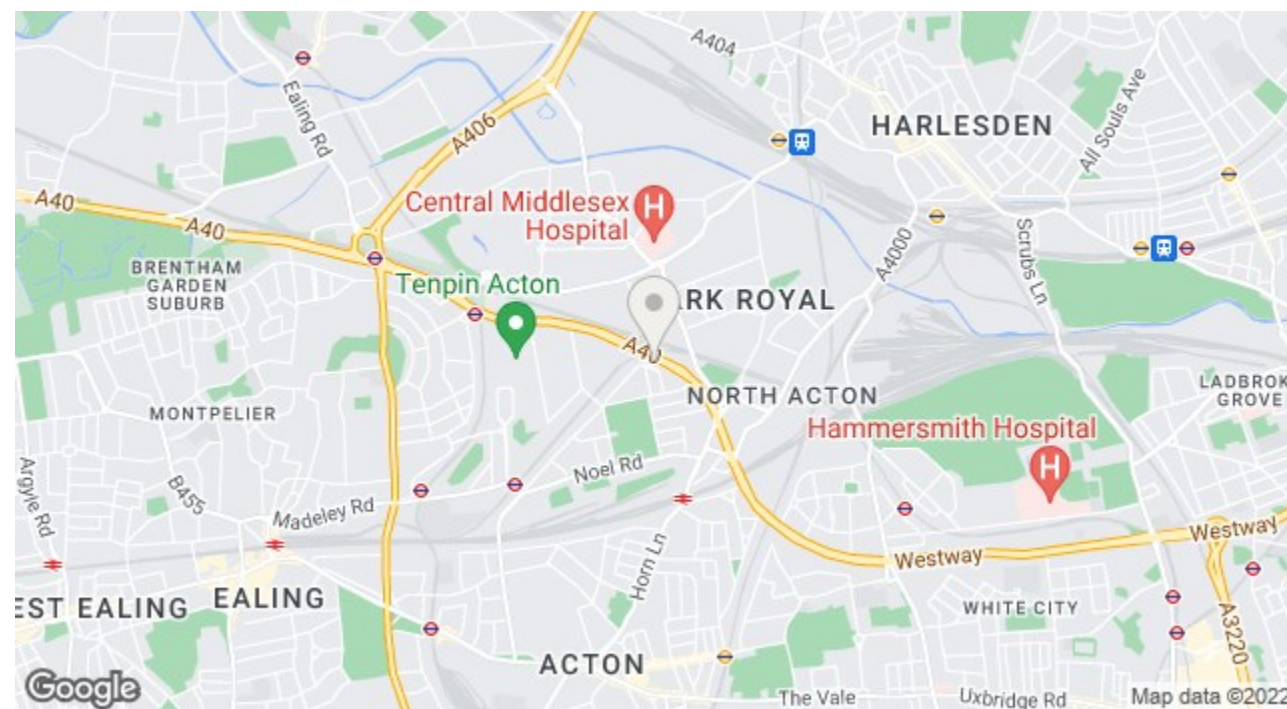 A404
HARLESDEN
All Souls Ave
Ealing Rd
A406
A40
A40
Central Middlesex
Hospital
H
BRENTHAM
GARDEN
SUBURB
Tenpin Acton
RK ROYAL
A4000
Scrubs Ln
A40
NORTH ACTON
LADBROK
GROVE
MONTPELIER
Hammersmith Hospital
H
Noel Rd
Argyle Rd
B455
Madeley Rd
Westway
Westway
Horn Ln
EST EALING
EALING
WHITE CITY
A3220
ACTON
The Vale
Uxbridge Rd
Google
Map data ©2022